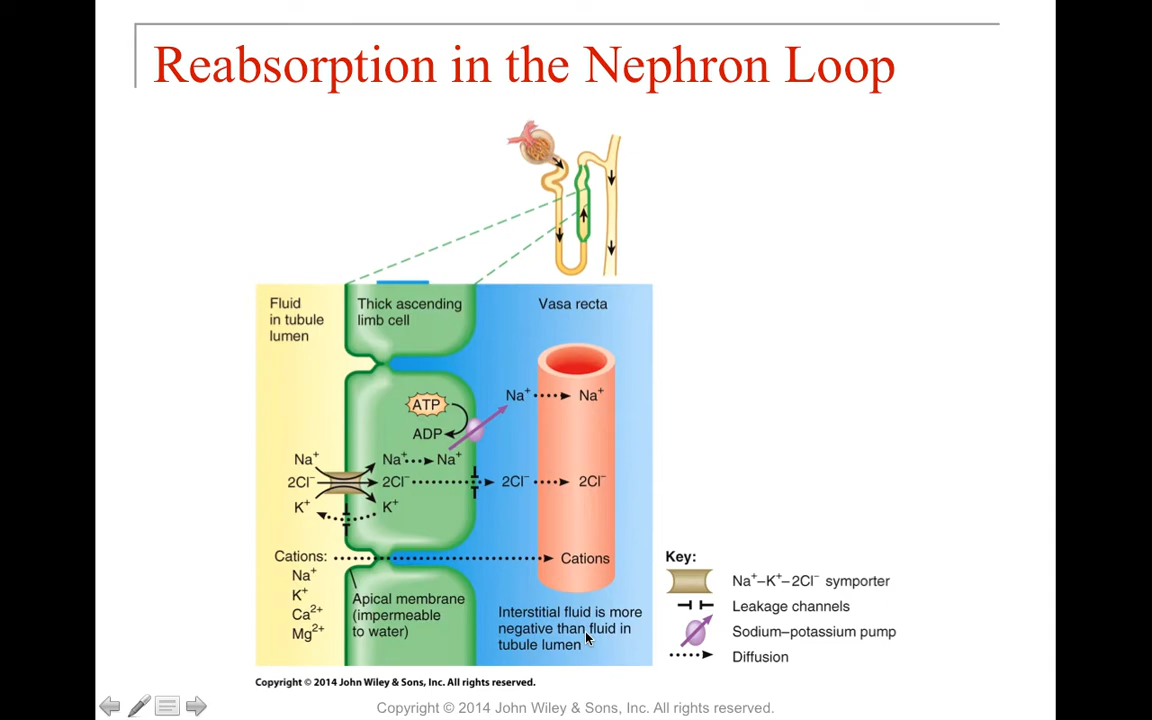 Reabsorption in the Nephron Loop
Fluid
in tubule
lumen
Thick ascending
limb cell
Vasa recta
ATP
ADP
Na⁺
Na⁺
Na⁺ Na⁺ Na⁺
2Cl⁻ 2Cl⁻ 2Cl⁻ 2Cl⁻
K⁺ K⁺
Cations: Cations
Na⁺
K⁺
Ca²⁺
Mg²⁺
Apical membrane
(impermeable
to water)
Interstitial fluid is more
negative than fluid in
tubule lumen
Key:
Na⁺–K⁺–2Cl⁻ symporter
Leakage channels
Sodium–potassium pump
Diffusion
Copyright © 2014 John Wiley & Sons, Inc. All rights reserved.
Copyright © 2014 John Wiley & Sons, Inc. All rights reserved.